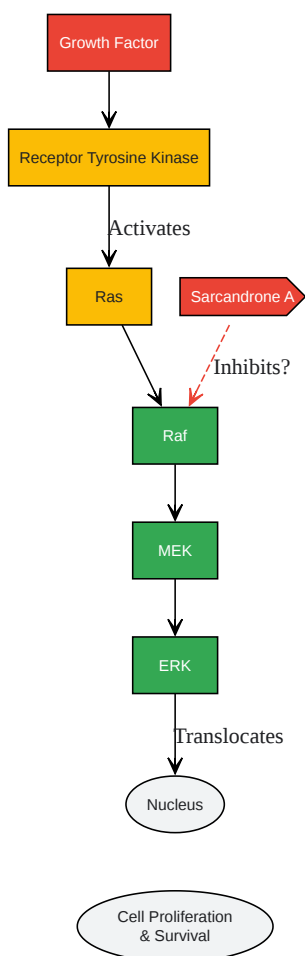 Growth Factor
Receptor Tyrosine Kinase
Activates
Ras
Sarcandrone A
Inhibits?
Raf
MEK
ERK
Translocates
Nucleus
Cell Proliferation
& Survival